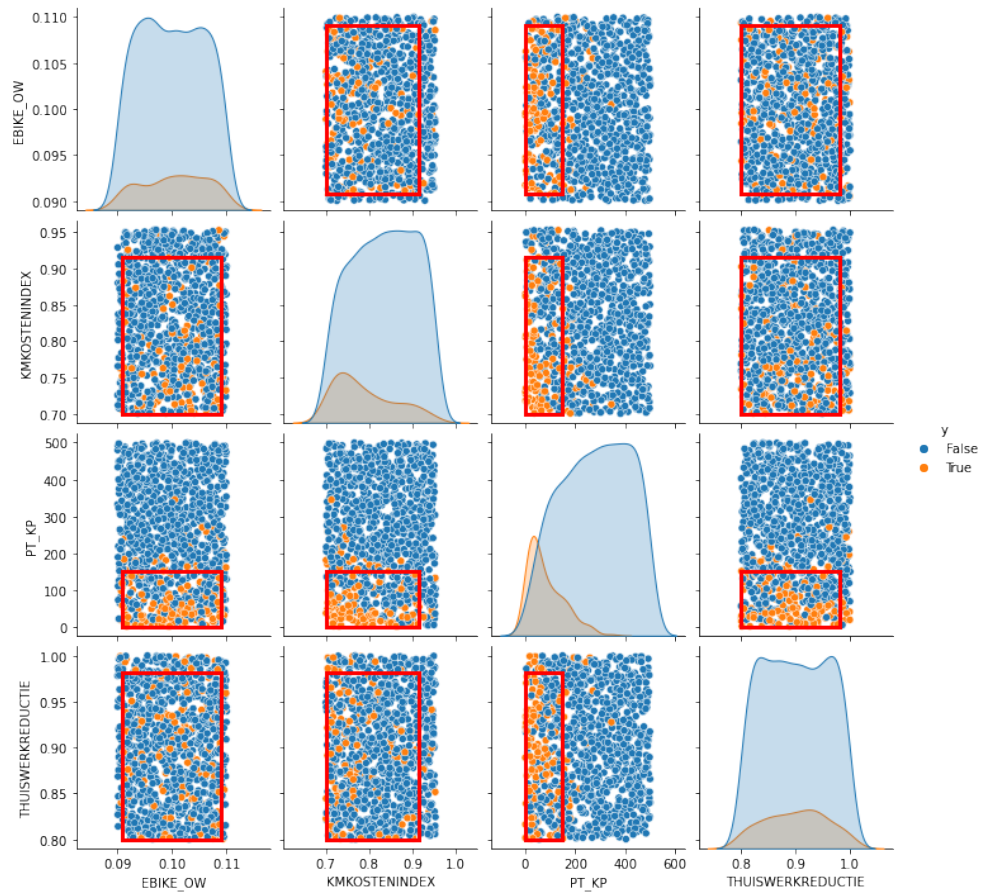 EBIKE_OW
0.110
0.105
0.100
0.095
0.090
KMKOSTENINDEX
0.95
0.90
0.85
0.80
0.75
0.70
y
False
True
PT_KP
500
400
300
200
100
0
THUISWERKREDUCTIE
1.00
0.95
0.90
0.85
0.80
0.09 0.10 0.11
EBIKE_OW
0.7 0.8 0.9 1.0
KMKOSTENINDEX
0 200 400 600
PT_KP
0.8 0.9 1.0
THUISWERKREDUCTIE